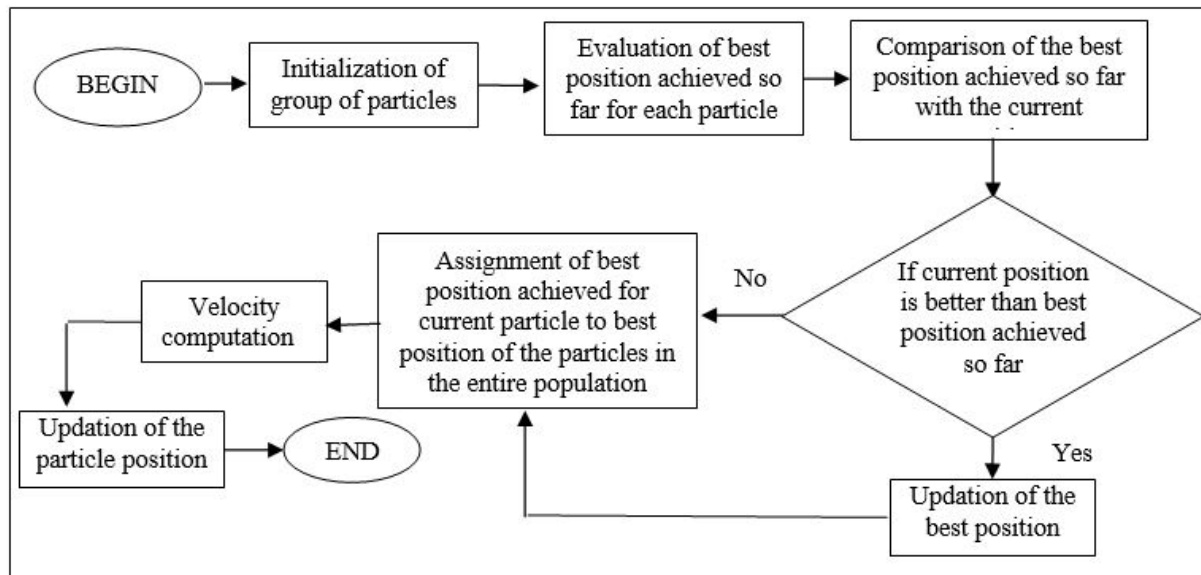 BEGIN
Initialization of
group of particles
Evaluation of best
position achieved so
far for each particle
Comparison of the best
position achieved so far
with the current
If current position
is better than best
position achieved
so far
No
Yes
Updation of the
best position
Assignment of best
position achieved for
current particle to best
position of the particles in
the entire population
Velocity
computation
Updation of the
particle position
END